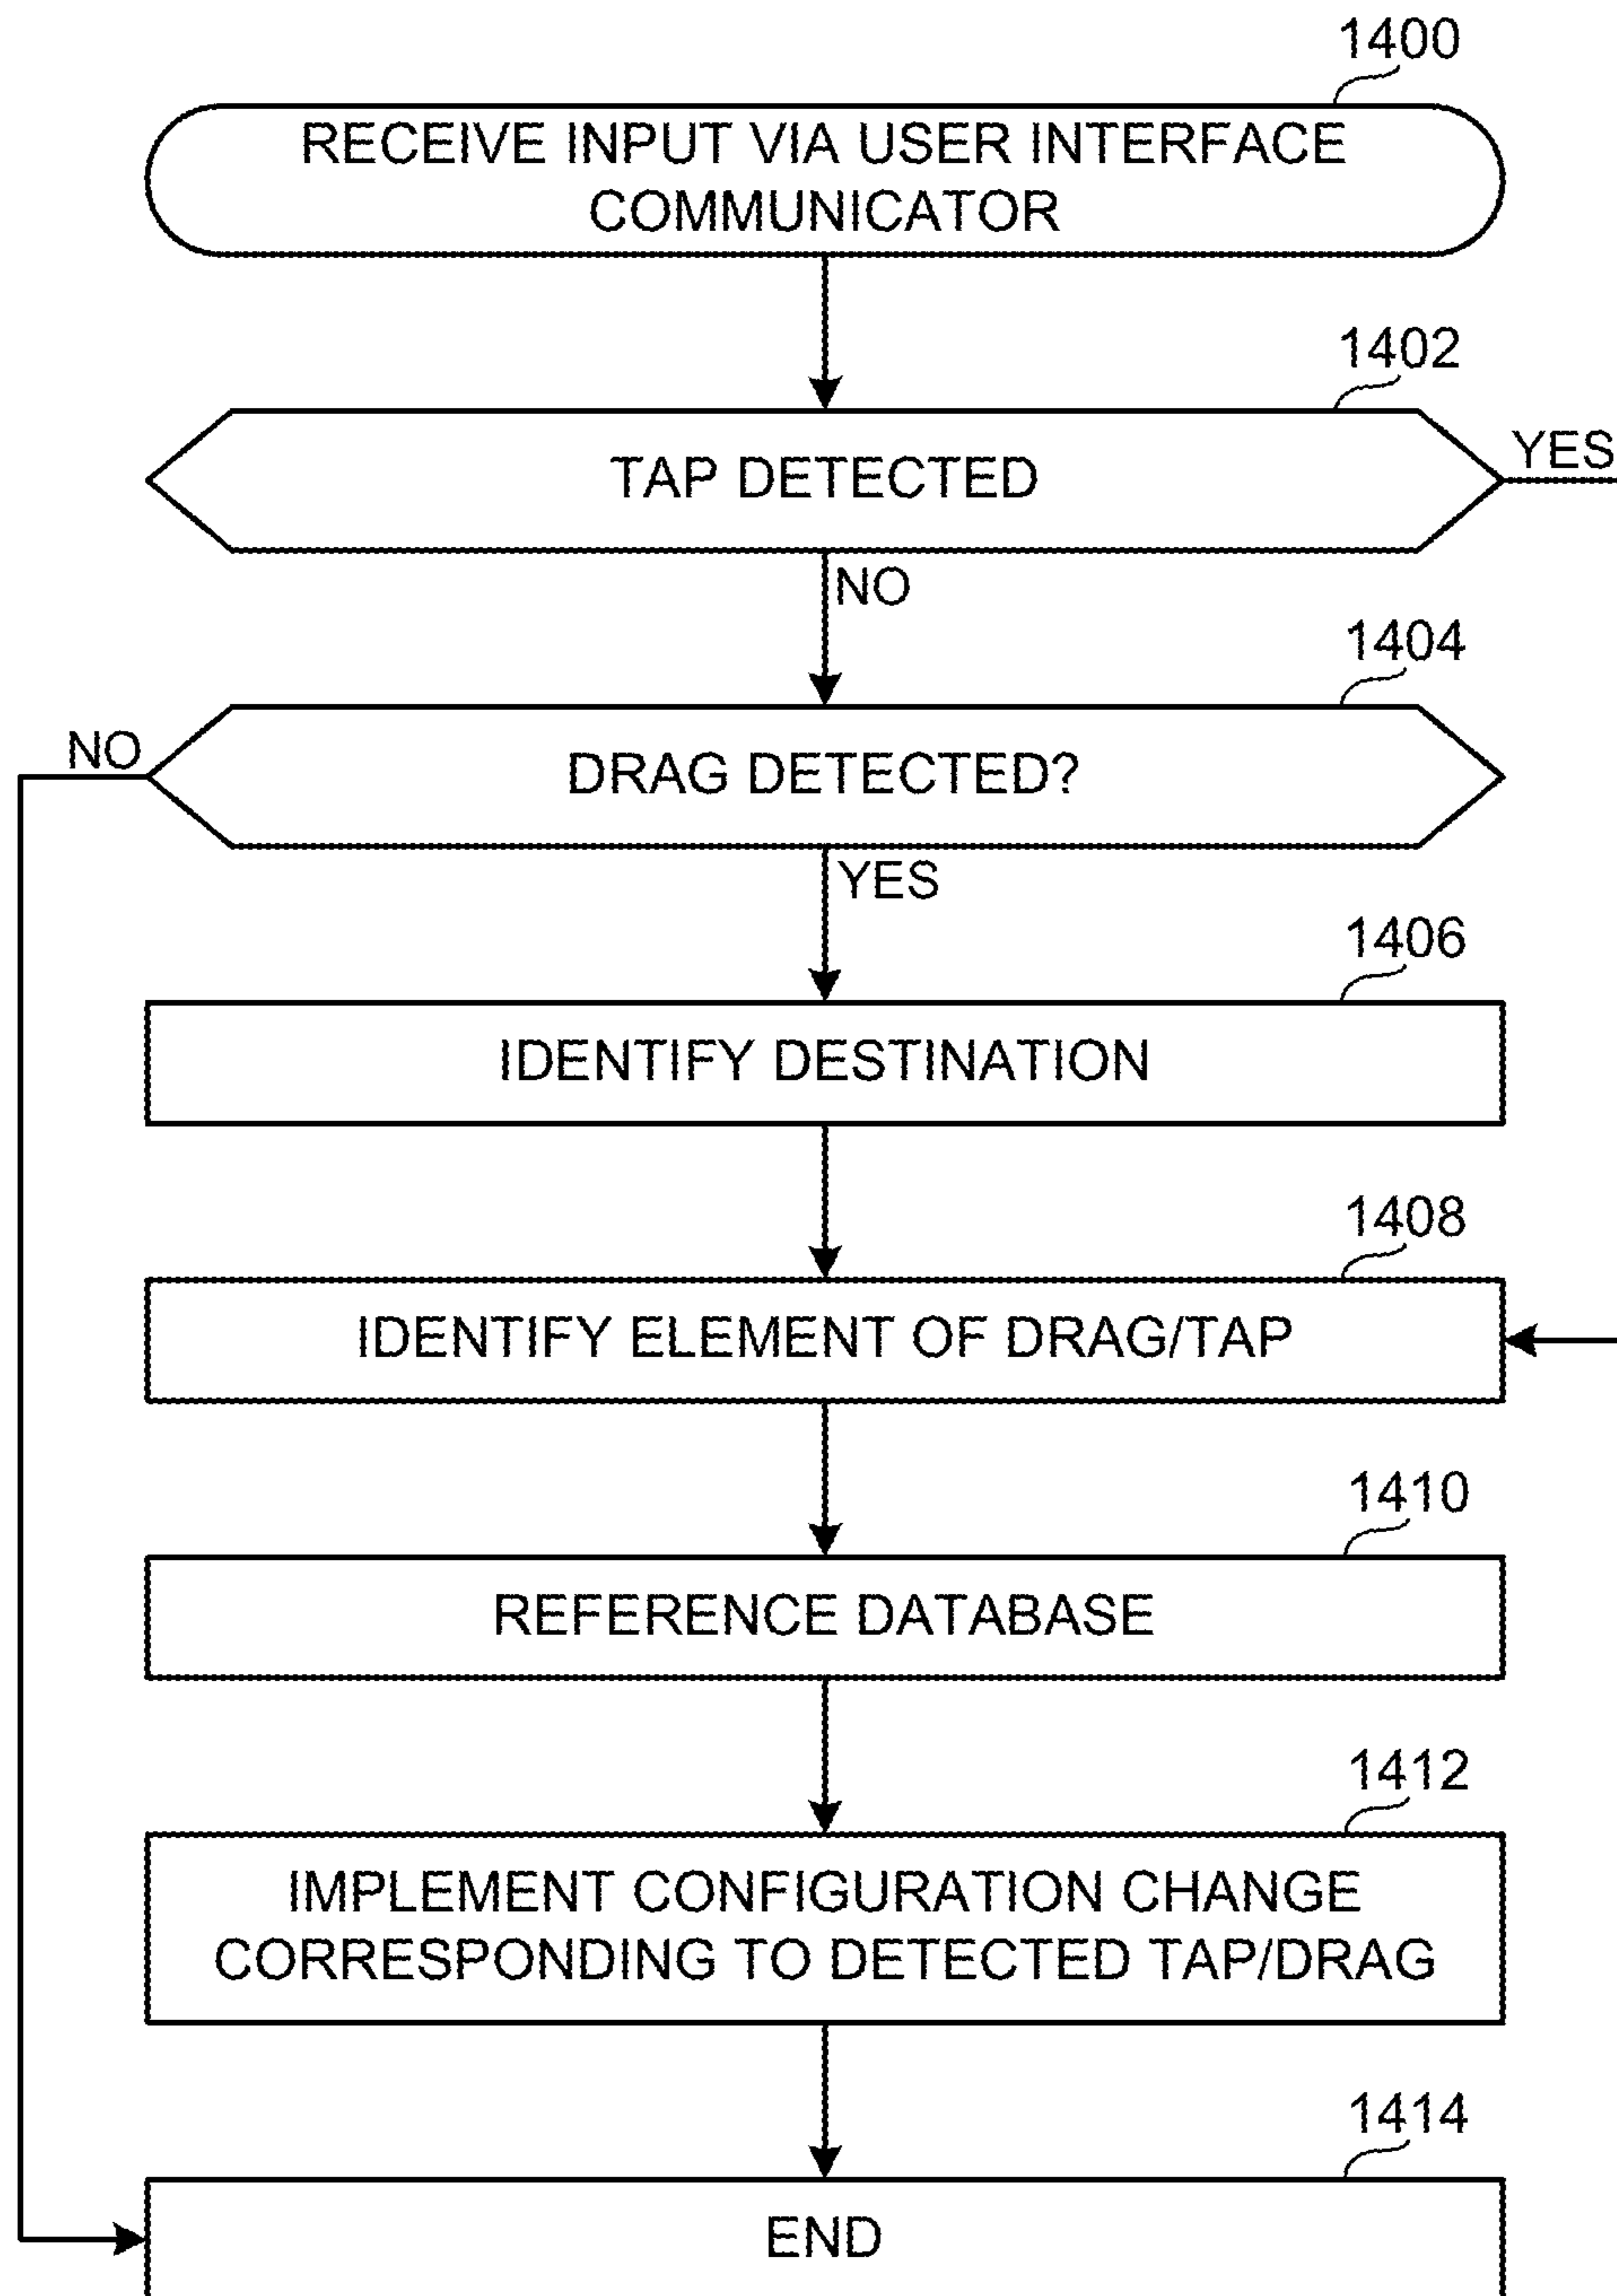 1400
RECEIVE INPUT VIA USER INTERFACE
COMMUNICATOR
1402
TAP DETECTED
YES
NO
1404
NO
DRAG DETECTED?
YES
1406
IDENTIFY DESTINATION
1408
IDENTIFY ELEMENT OF DRAG/TAP
1410
REFERENCE DATABASE
1412
IMPLEMENT CONFIGURATION CHANGE
CORRESPONDING TO DETECTED TAP/DRAG
1414
END